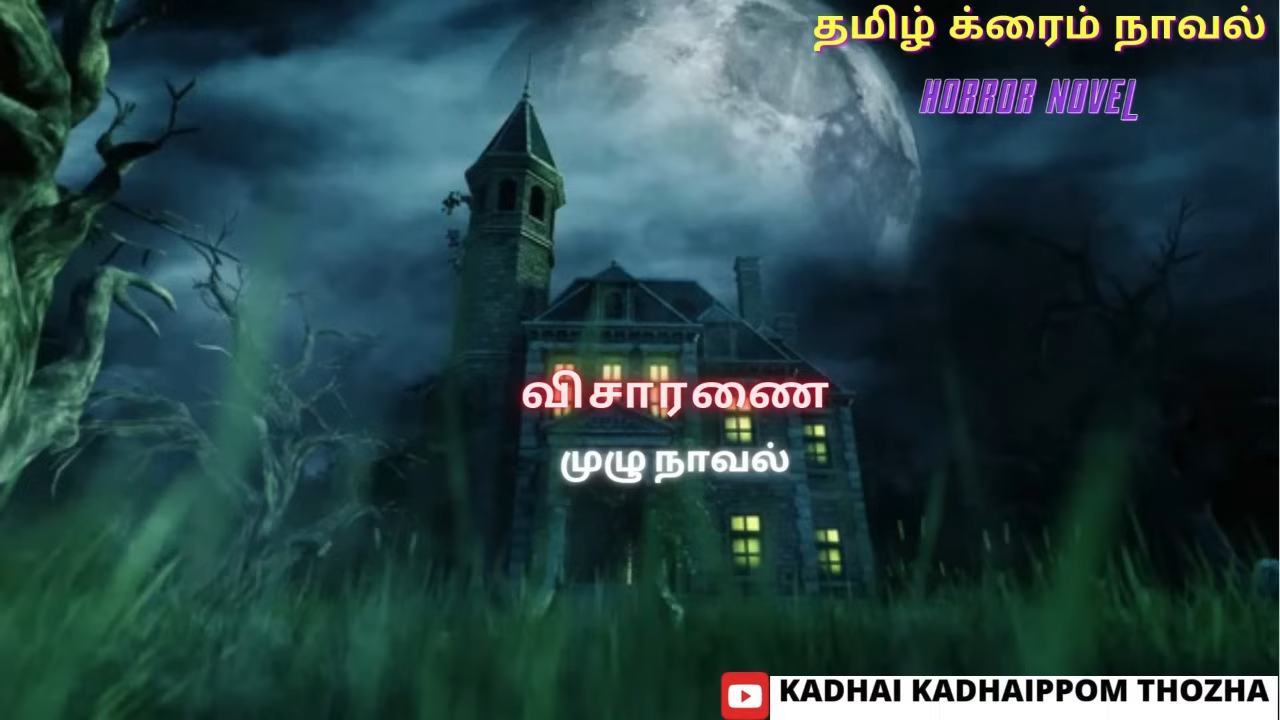 தமிழ் க்ரைம் நாவல்
HORROR NOVEL
விசாரணை
முழு நாவல்
KADHAI KADHAIPPOM THOZHA